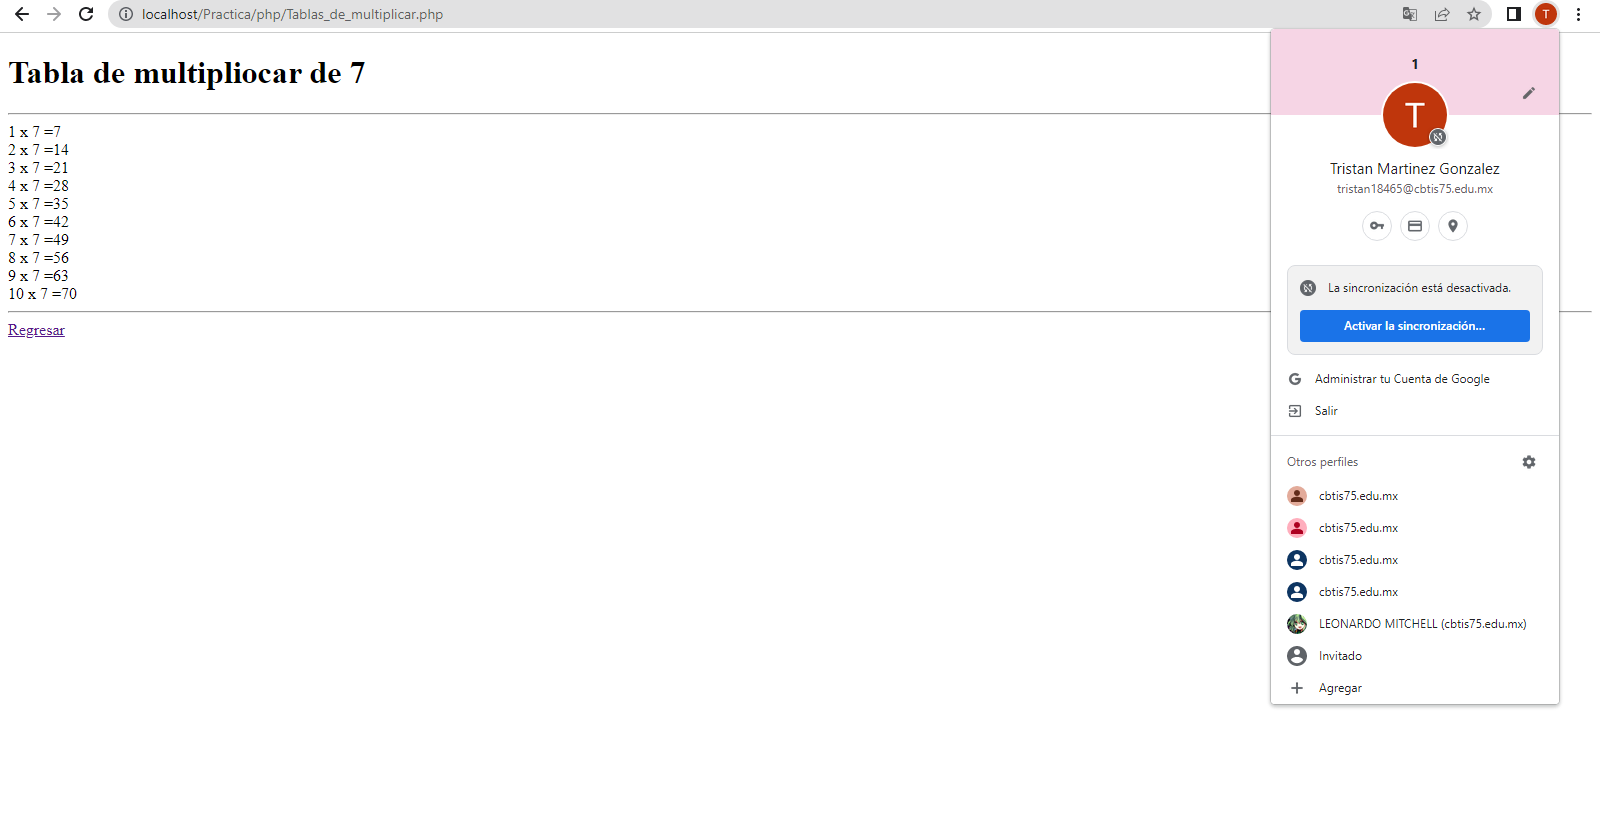 localhost/Practica/php/Tablas_de_multiplicar.php
T
Tabla de multipliocar de 7
1 x 7 =7
2 x 7 =14
3 x 7 =21
4 x 7 =28
5 x 7 =35
6 x 7 =42
7 x 7 =49
8 x 7 =56
9 x 7 =63
10 x 7 =70
Regresar
1
T
Tristan Martinez Gonzalez
tristan18465@cbtis75.edu.mx
La sincronización está desactivada.
Activar la sincronización...
G
Administrar tu Cuenta de Google
Salir
Otros perfiles
cbtis75.edu.mx
cbtis75.edu.mx
cbtis75.edu.mx
cbtis75.edu.mx
LEONARDO MITCHELL (cbtis75.edu.mx)
Invitado
Agregar